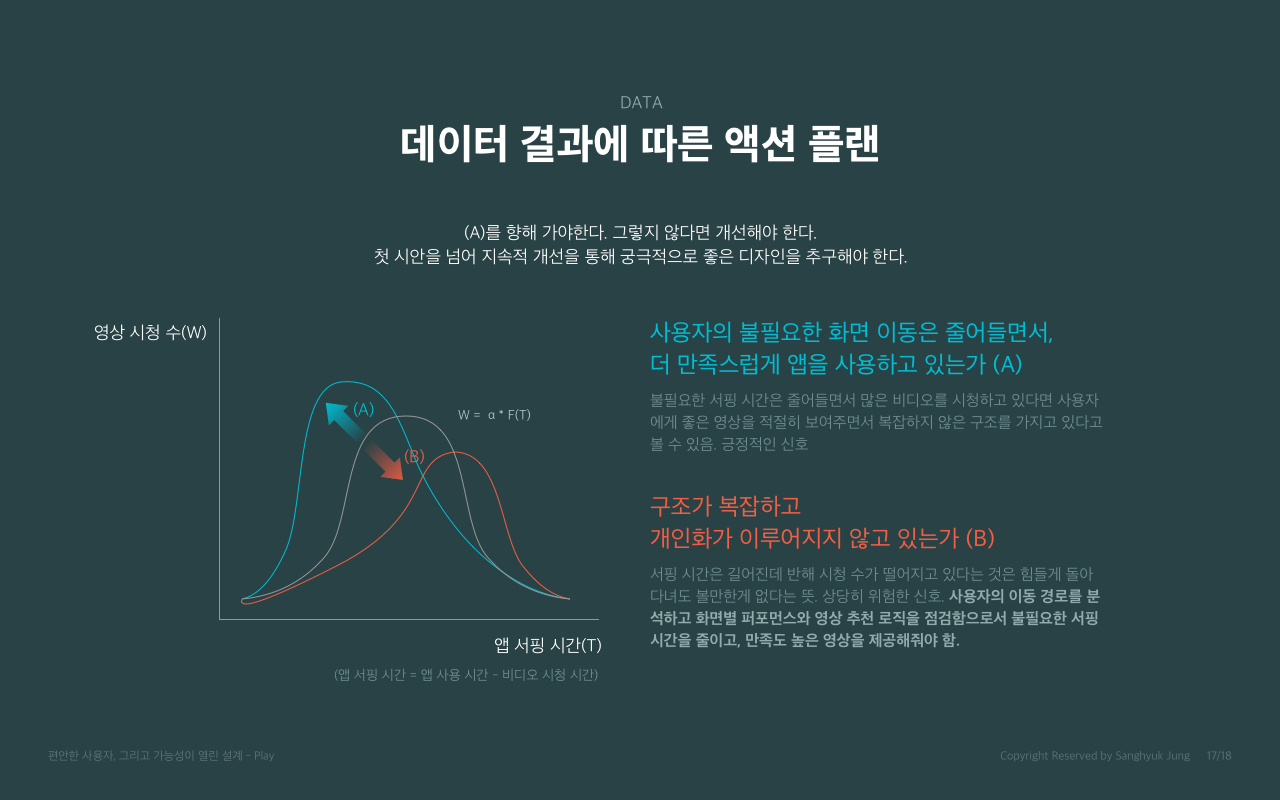 DATA
데이터 결과에 따른 액션 플랜
(A)를 향해 가야한다. 그렇지 않다면 개선해야 한다.
첫 시안을 넘어 지속적 개선을 통해 궁극적으로 좋은 디자인을 추구해야 한다.
영상 시청 수(W)
(A)
W = α * F(T)
(B)
앱 서핑 시간(T)
(앱 서핑 시간 = 앱 사용 시간 - 비디오 시청 시간)
사용자의 불필요한 화면 이동은 줄어들면서,
더 만족스럽게 앱을 사용하고 있는가 (A)
불필요한 서핑 시간은 줄어들면서 많은 비디오를 시청하고 있다면 사용자
에게 좋은 영상을 적절히 보여주면서 복잡하지 않은 구조를 가지고 있다고
볼 수 있음. 긍정적인 신호
구조가 복잡하고
개인화가 이루어지지 않고 있는가 (B)
서핑 시간은 길어진데 반해 시청 수가 떨어지고 있다는 것은 힘들게 돌아
다녀도 볼만한게 없다는 뜻. 상당히 위험한 신호. 사용자의 이동 경로를 분
석하고 화면별 퍼포먼스와 영상 추천 로직을 점검함으로서 불필요한 서핑
시간을 줄이고, 만족도 높은 영상을 제공해줘야 함.
편안한 사용자, 그리고 가능성이 열린 설계 – Play
Copyright Reserved by Sanghyuk Jung 17/18